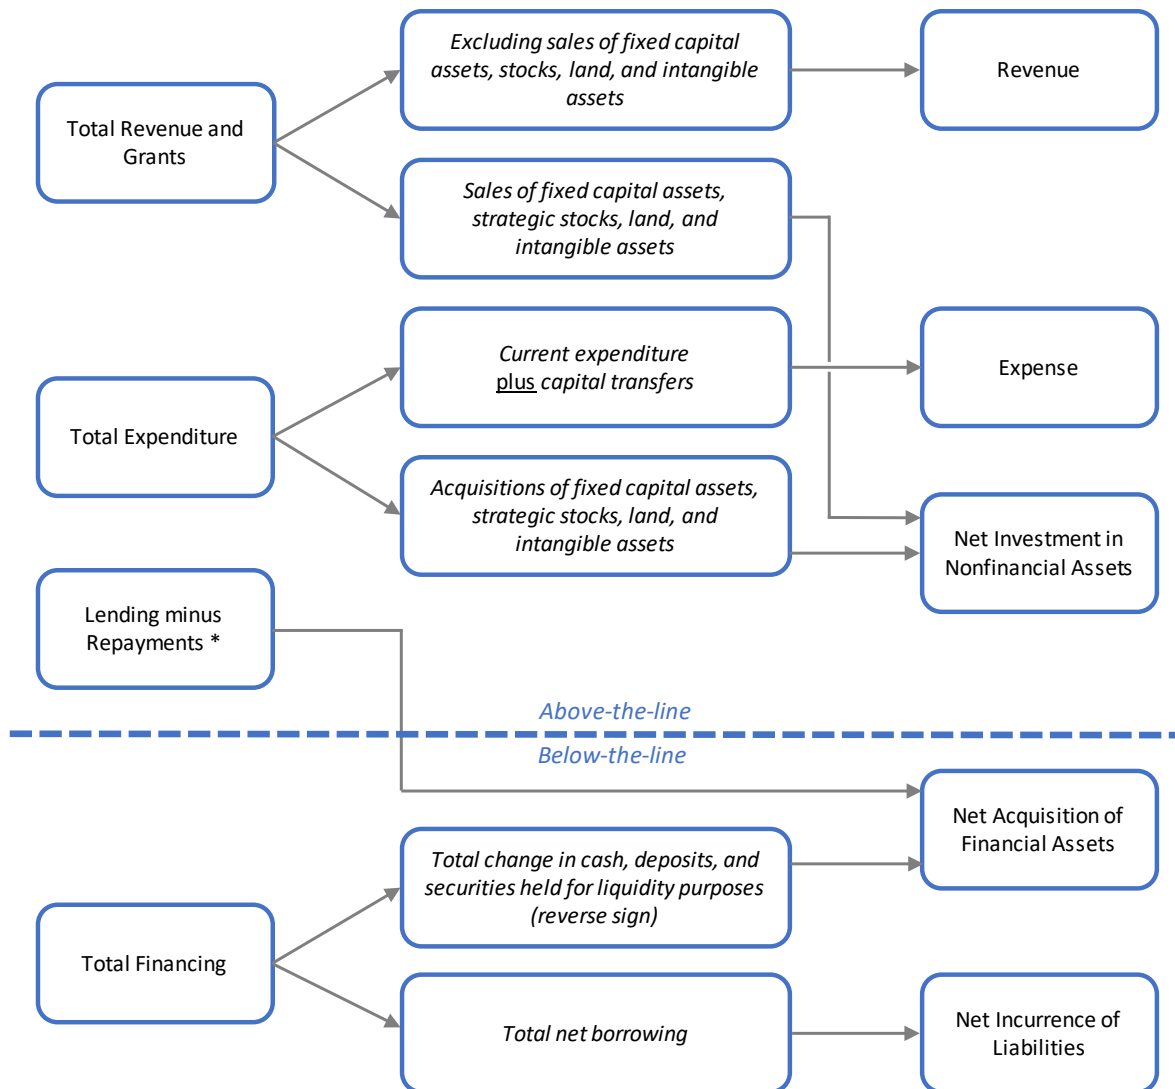 Excluding sales of fixed capital
assets, stocks, land, and intangible
assets
Revenue
Total Revenue and
Grants
Sales of fixed capital assets,
strategic stocks, land, and
intangible assets
Current expenditure
plus capital transfers
Expense
Total Expenditure
Acquisitions of fixed capital assets,
strategic stocks, land, and
intangible assets
Net Investment in
Nonfinancial Assets
Lending minus
Repayments *
Above-the-line
Below-the-line
Net Acquisition of
Financial Assets
Total change in cash, deposits, and
securities held for liquidity purposes
(reverse sign)
Total Financing
Total net borrowing
Net Incurrence of
Liabilities